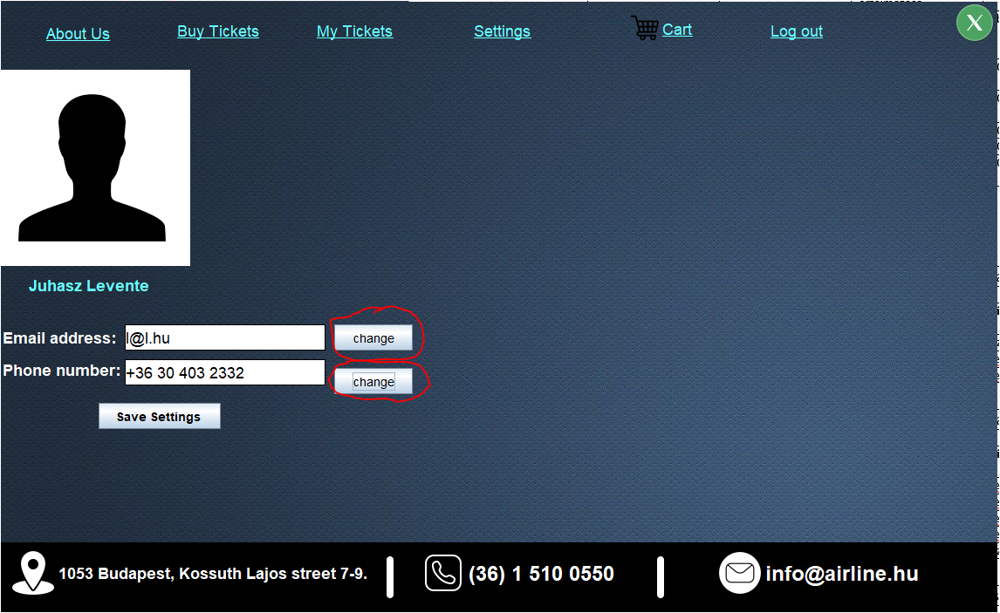 About Us
Buy Tickets
My Tickets
Settings
Cart
Log out
X
Juhasz Levente
Email address: l@l.hu change
Phone number: +36 30 403 2332 change
Save Settings
1053 Budapest, Kossuth Lajos street 7-9.
(36) 1 510 0550
info@airline.hu